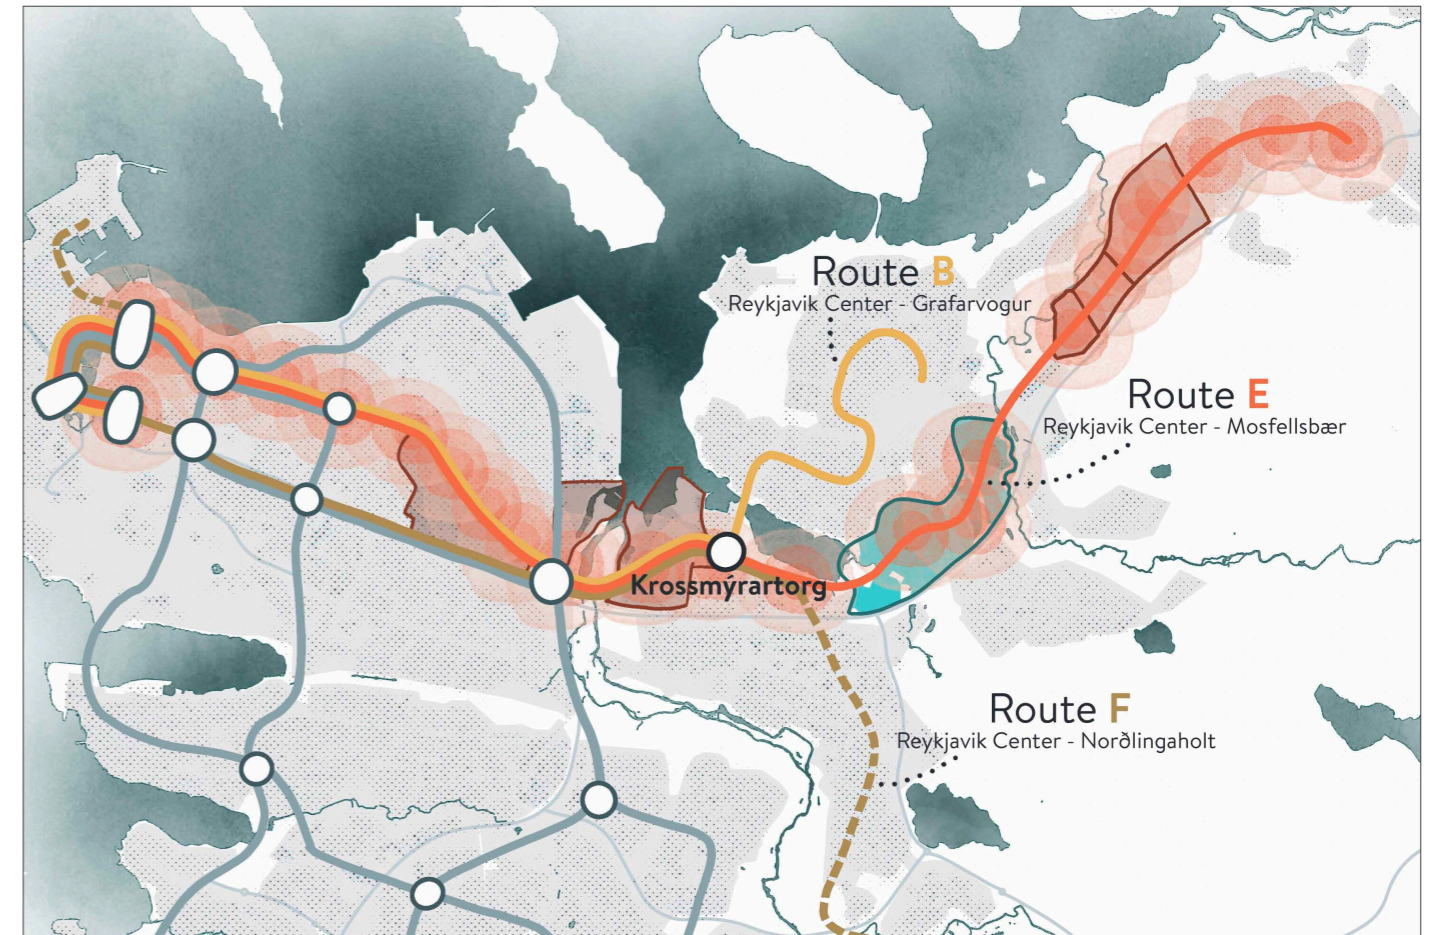 Route B
Reykjavik Center - Grafarvogur
Route E
Reykjavik Center - Mosfellsbær
Krossmýrartorg
Route F
Reykjavik Center - Norðlingaholt